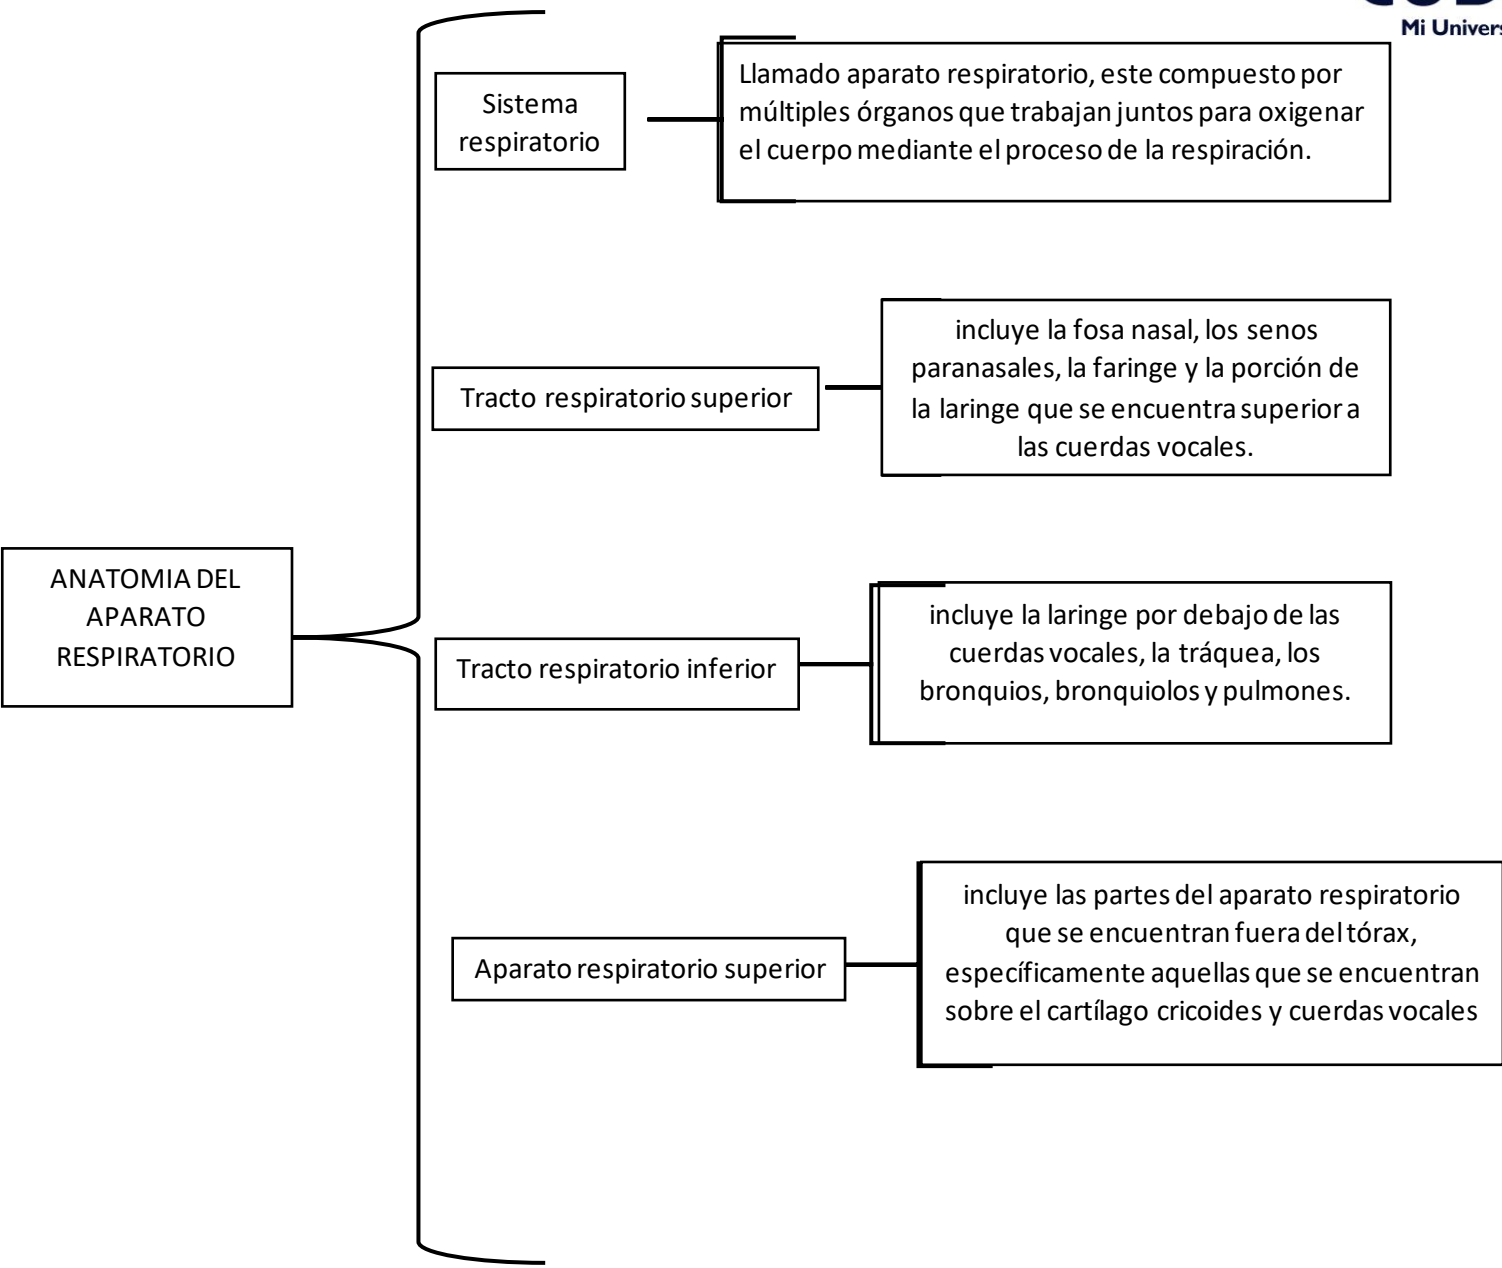 Mi Univers
Sistema
respiratorio
Llamado aparato respiratorio, este compuesto por
múltiples órganos que trabajan juntos para oxigenar
el cuerpo mediante el proceso de la respiración.
Tracto respiratorio superior
incluye la fosa nasal, los senos
paranasales, la faringe y la porción de
la laringe que se encuentra superior a
las cuerdas vocales.
ANATOMIA DEL
APARATO
RESPIRATORIO
Tracto respiratorio inferior
incluye la laringe por debajo de las
cuerdas vocales, la tráquea, los
bronquios, bronquiolos y pulmones.
Aparato respiratorio superior
incluye las partes del aparato respiratorio
que se encuentran fuera del tórax,
específicamente aquellas que se encuentran
sobre el cartílago cricoides y cuerdas vocales